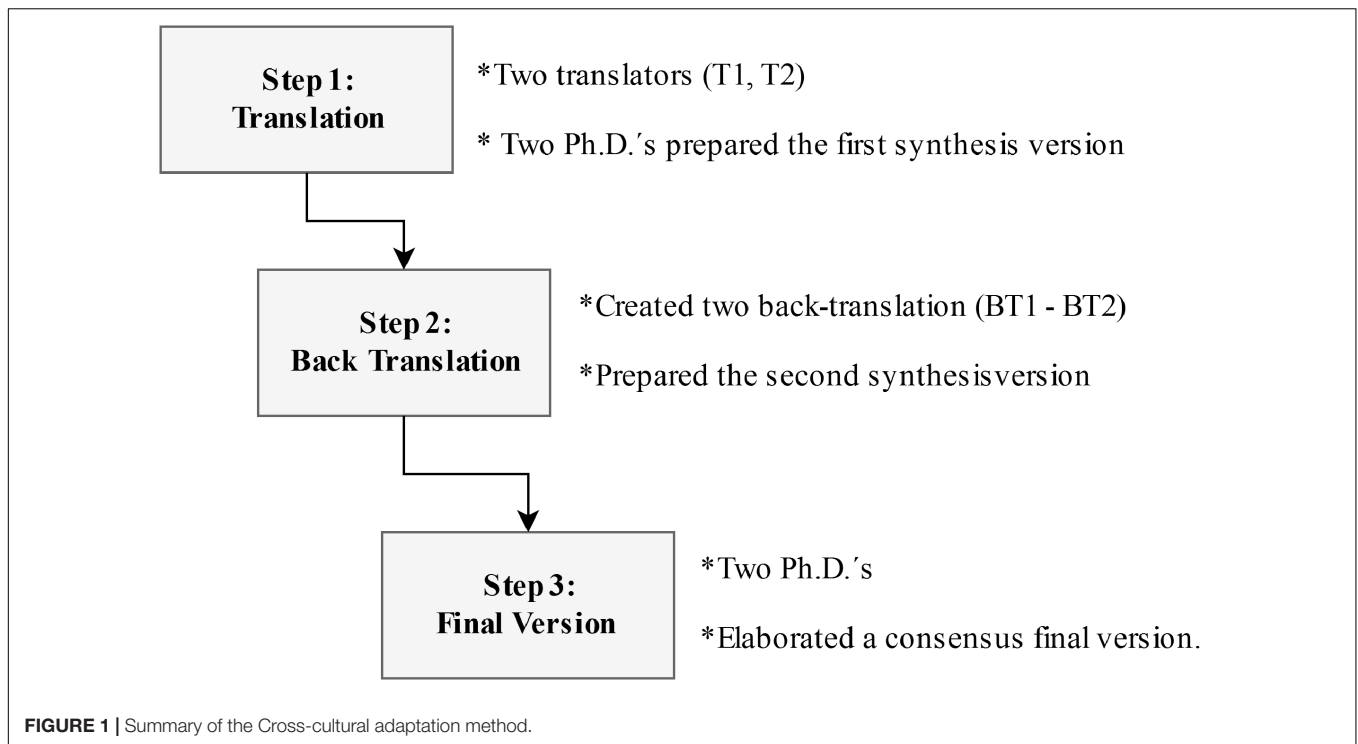 Step 1:
Translation
*Two translators (T1, T2)
* Two Ph.D.´s prepared the first synthesis version
Step 2:
Back Translation
*Created two back-translation (BT1 - BT2)
*Prepared the second synthesisversion
Step 3:
Final Version
*Two Ph.D.´s
*Elaborated a consensus final version.
FIGURE 1 | Summary of the Cross-cultural adaptation method.